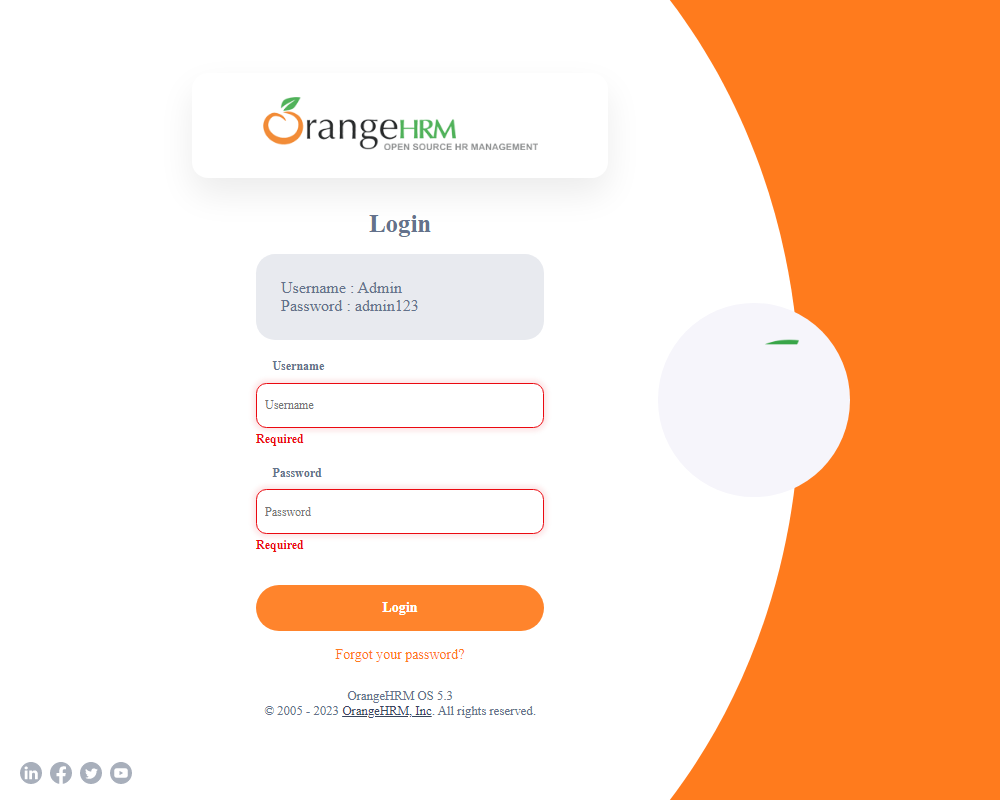 OrangeHRM
OPEN SOURCE HR MANAGEMENT
Login
Username : Admin
Password : admin123
Username
Username
Required
Password
Password
Required
Login
Forgot your password?
OrangeHRM OS 5.3
© 2005 - 2023 OrangeHRM, Inc. All rights reserved.